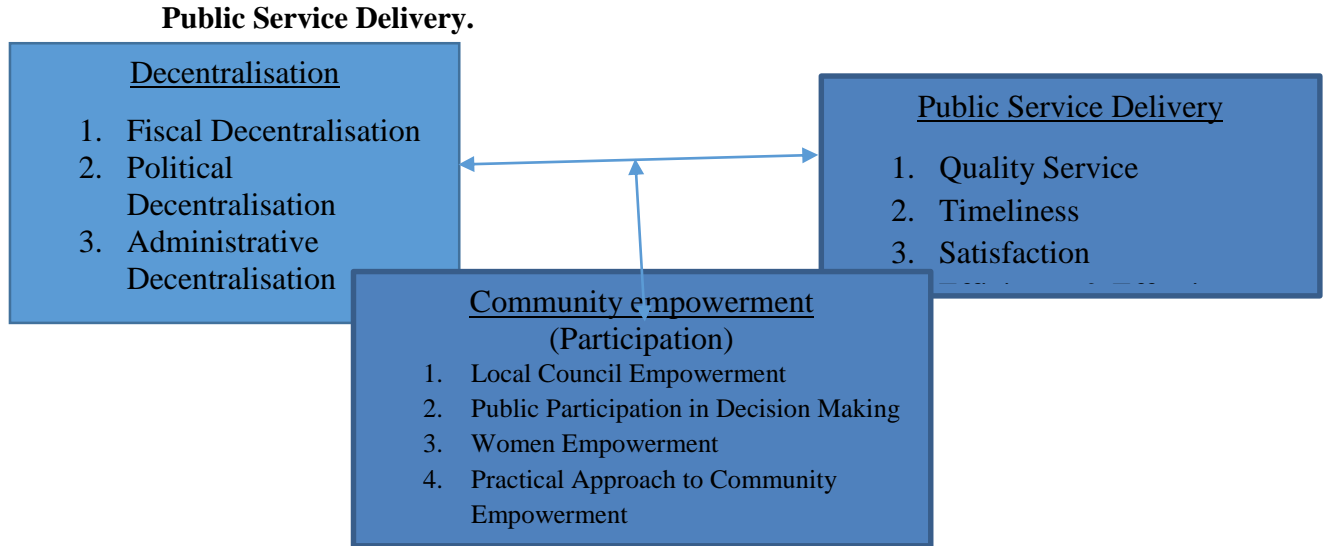 Public Service Delivery.
Decentralisation
1. Fiscal Decentralisation
2. Political
Decentralisation
3. Administrative
Decentralisation
Public Service Delivery
1. Quality Service
2. Timeliness
3. Satisfaction
Community empowerment
(Participation)
1. Local Council Empowerment
2. Public Participation in Decision Making
3. Women Empowerment
4. Practical Approach to Community
Empowerment